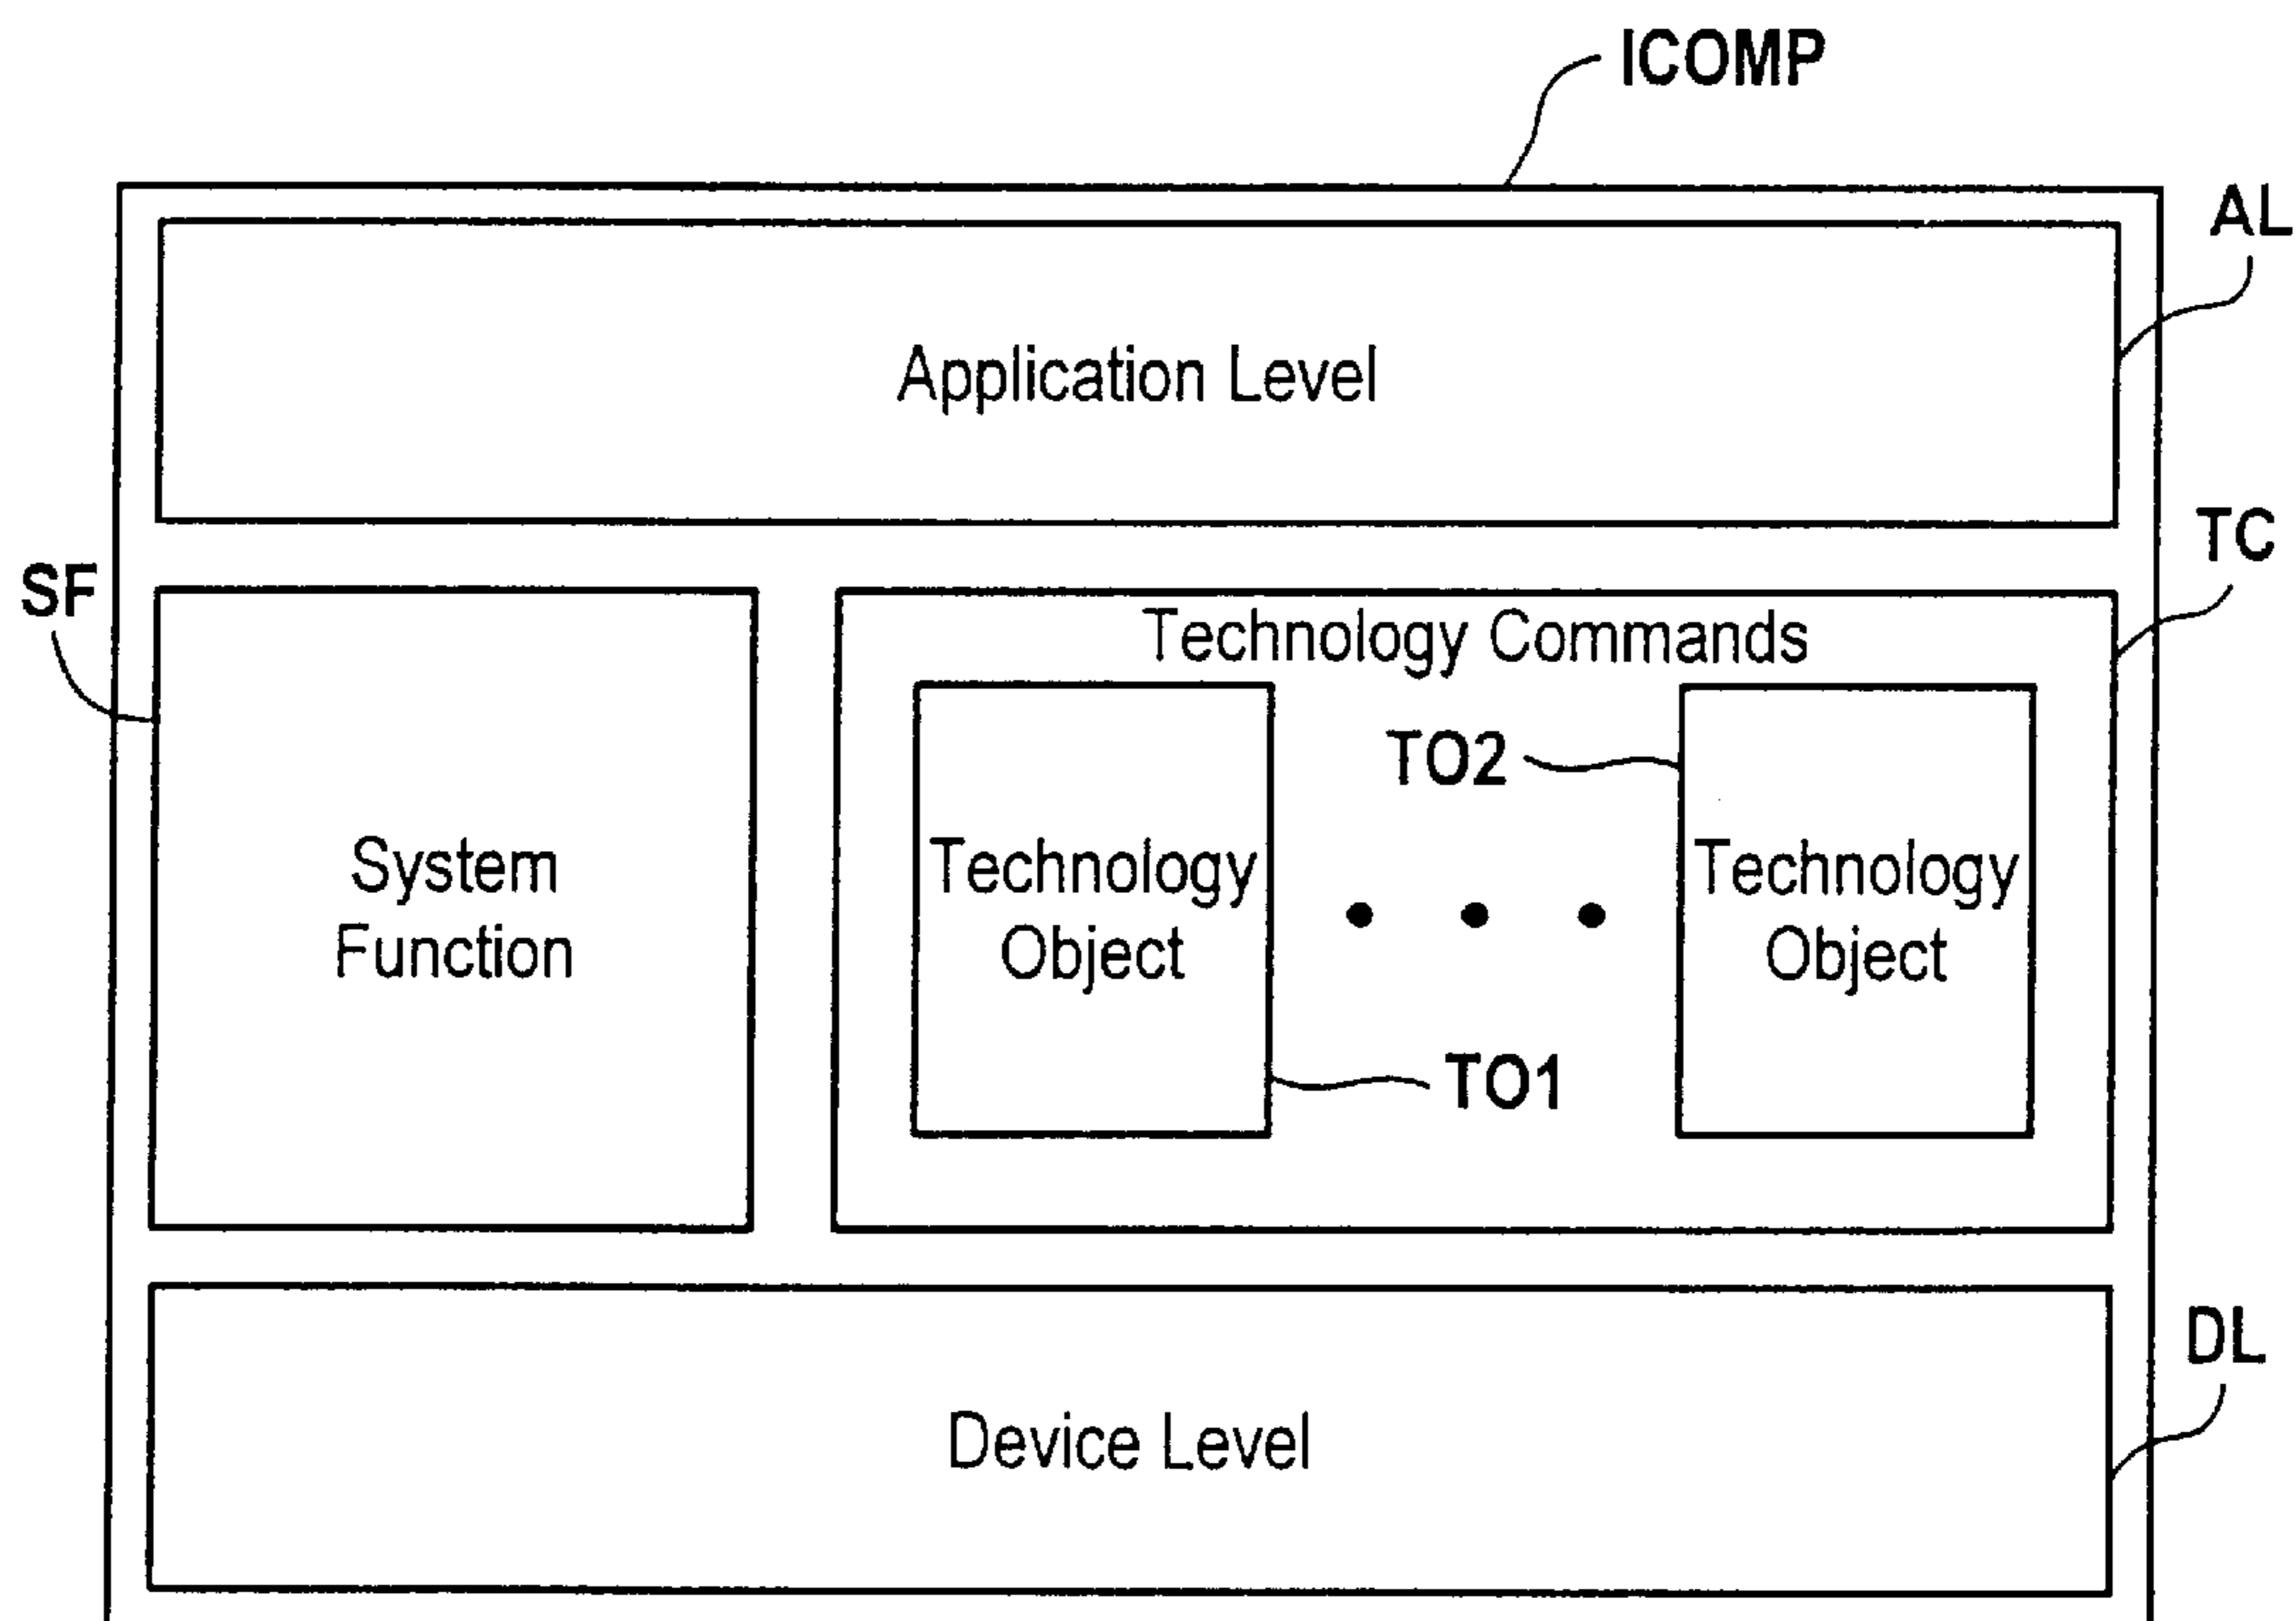 ICOMP
AL
Application Level
TC
SF
Technology Commands
TO2
System
Function
Technology
Object
Technology
Object
TO1
DL
Device Level